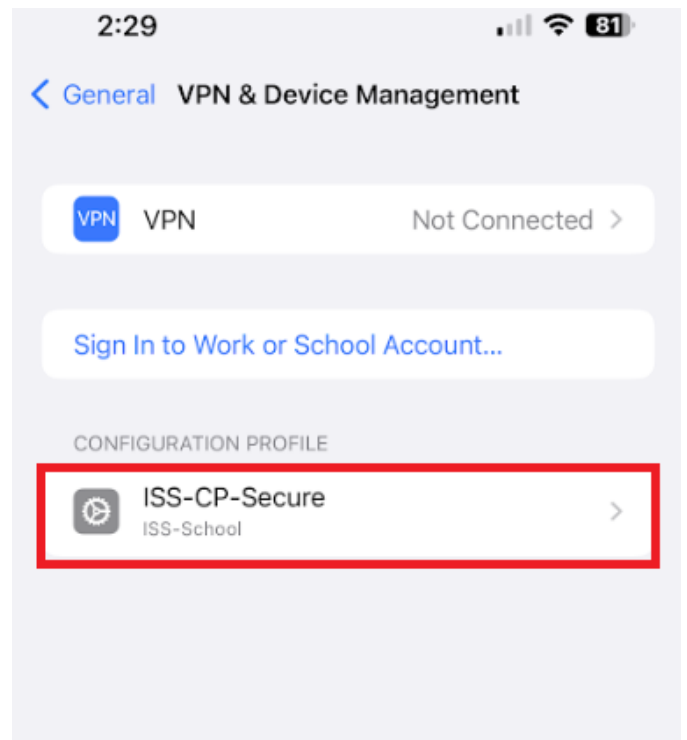 2:29
81
General VPN & Device Management
VPN VPN Not Connected
Sign In to Work or School Account...
CONFIGURATION PROFILE
ISS-CP-Secure
ISS-School